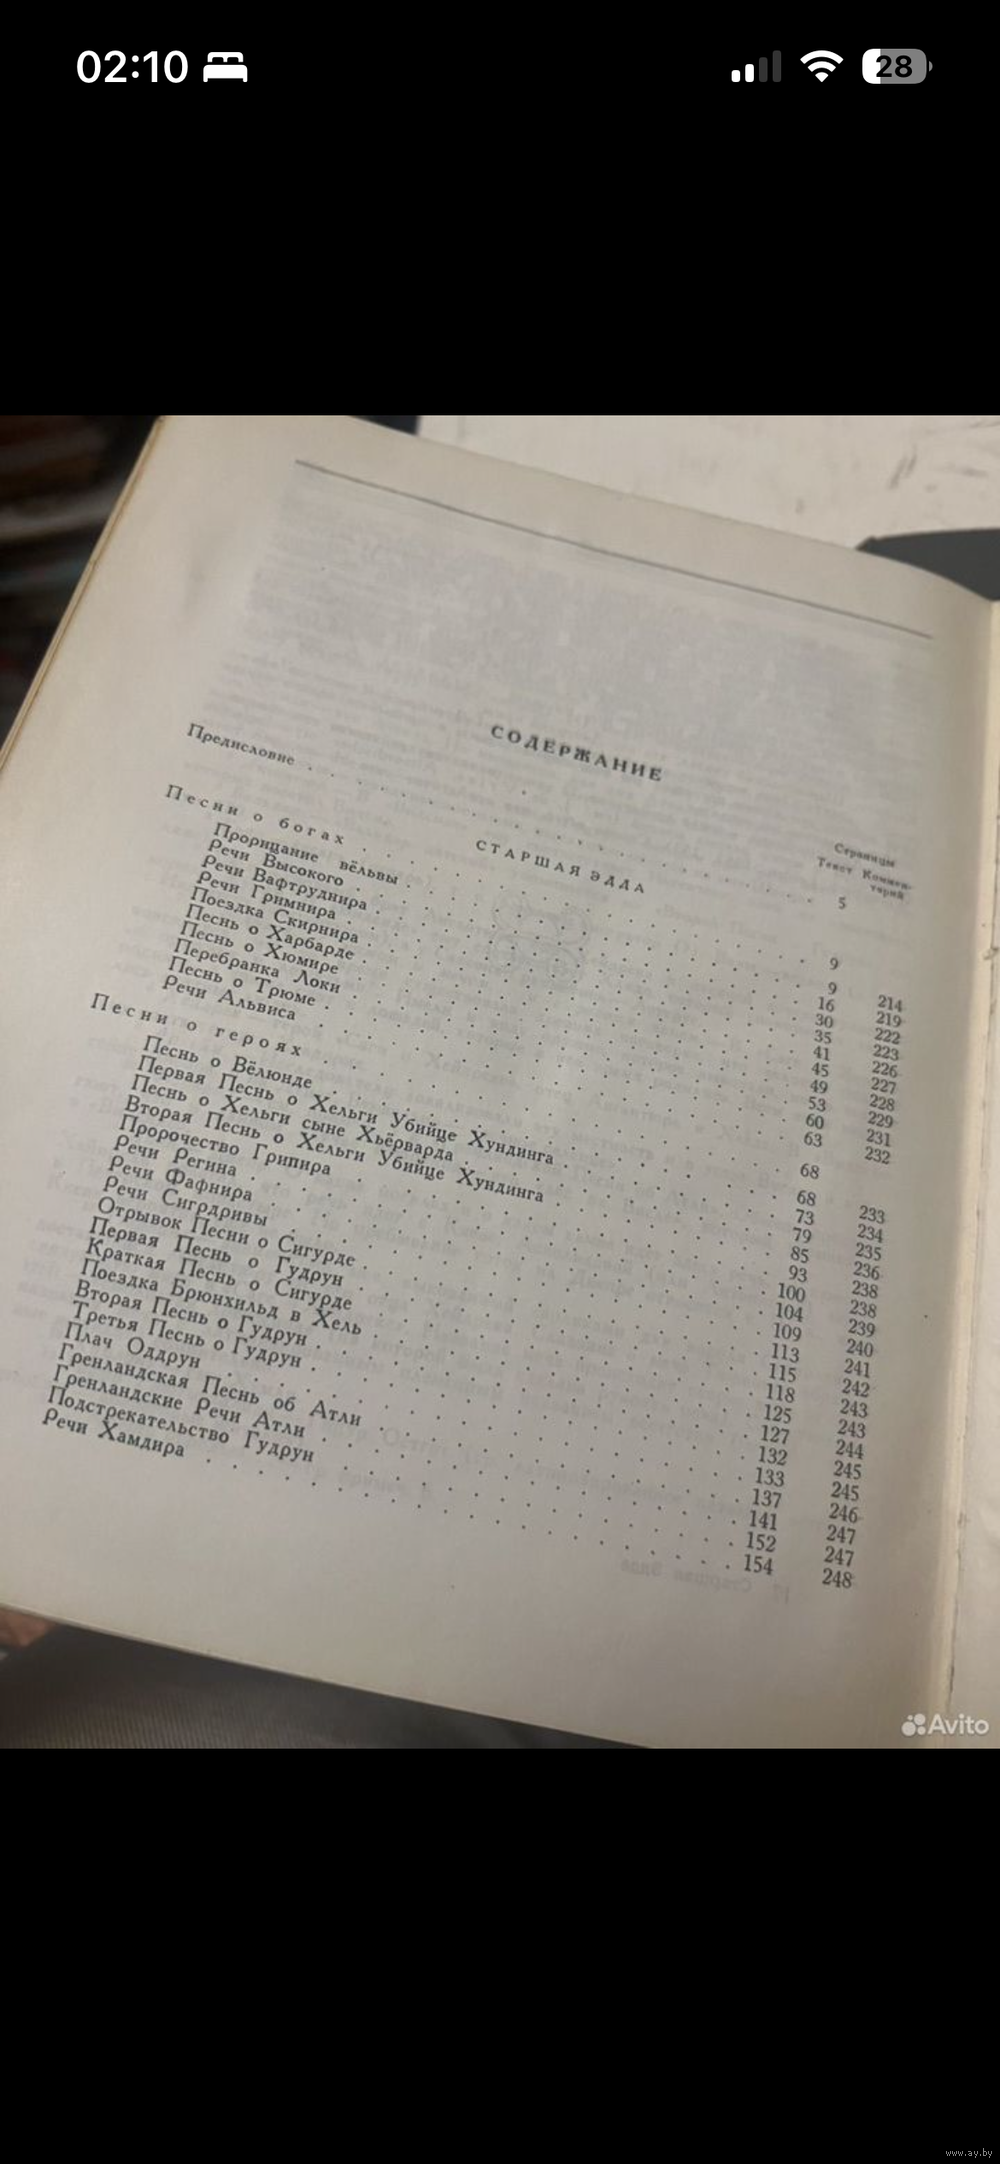 02:10
28
СОДЕРЖАНИЕ
Страницы
Текст Коммен-
тарий
Предисловие 5
СТАРШАЯ ЭДДА
Песни о богах 9
Прорицание вёльвы 9 214
Речи Высокого 16 219
Речи Вафтруднира 30 222
Речи Гримнира 35 223
Поездка Скирнира 41 226
Песнь о Харбарде 45 227
Песнь о Хюмире 49 228
Перебранка Локи 53 229
Песнь о Трюме 60 231
Речи Альвиса 63 232
Песни о героях 68
Песнь о Вёлюнде 68 233
Первая Песнь о Хельги Убийце Хундинга 73 234
Песнь о Хельги сыне Хьёрварда 79 235
Вторая Песнь о Хельги Убийце Хундинга 85 236
Пророчество Грипира 93 238
Речи Регина 100 238
Речи Фафнира 104 239
Речи Сигрдривы 109 240
Отрывок Песни о Сигурде 113 241
Первая Песнь о Гудрун 115 242
Краткая Песнь о Сигурде 118 243
Поездка Брюнхильд в Хель 125 243
Вторая Песнь о Гудрун 127 244
Третья Песнь о Гудрун 132 245
Плач Оддрун 133 245
Гренландская Песнь об Атли 137 246
Гренландские Речи Атли 141 247
Подстрекательство Гудрун 152 247
Речи Хамдира 154 248
Avito
www.ay.by